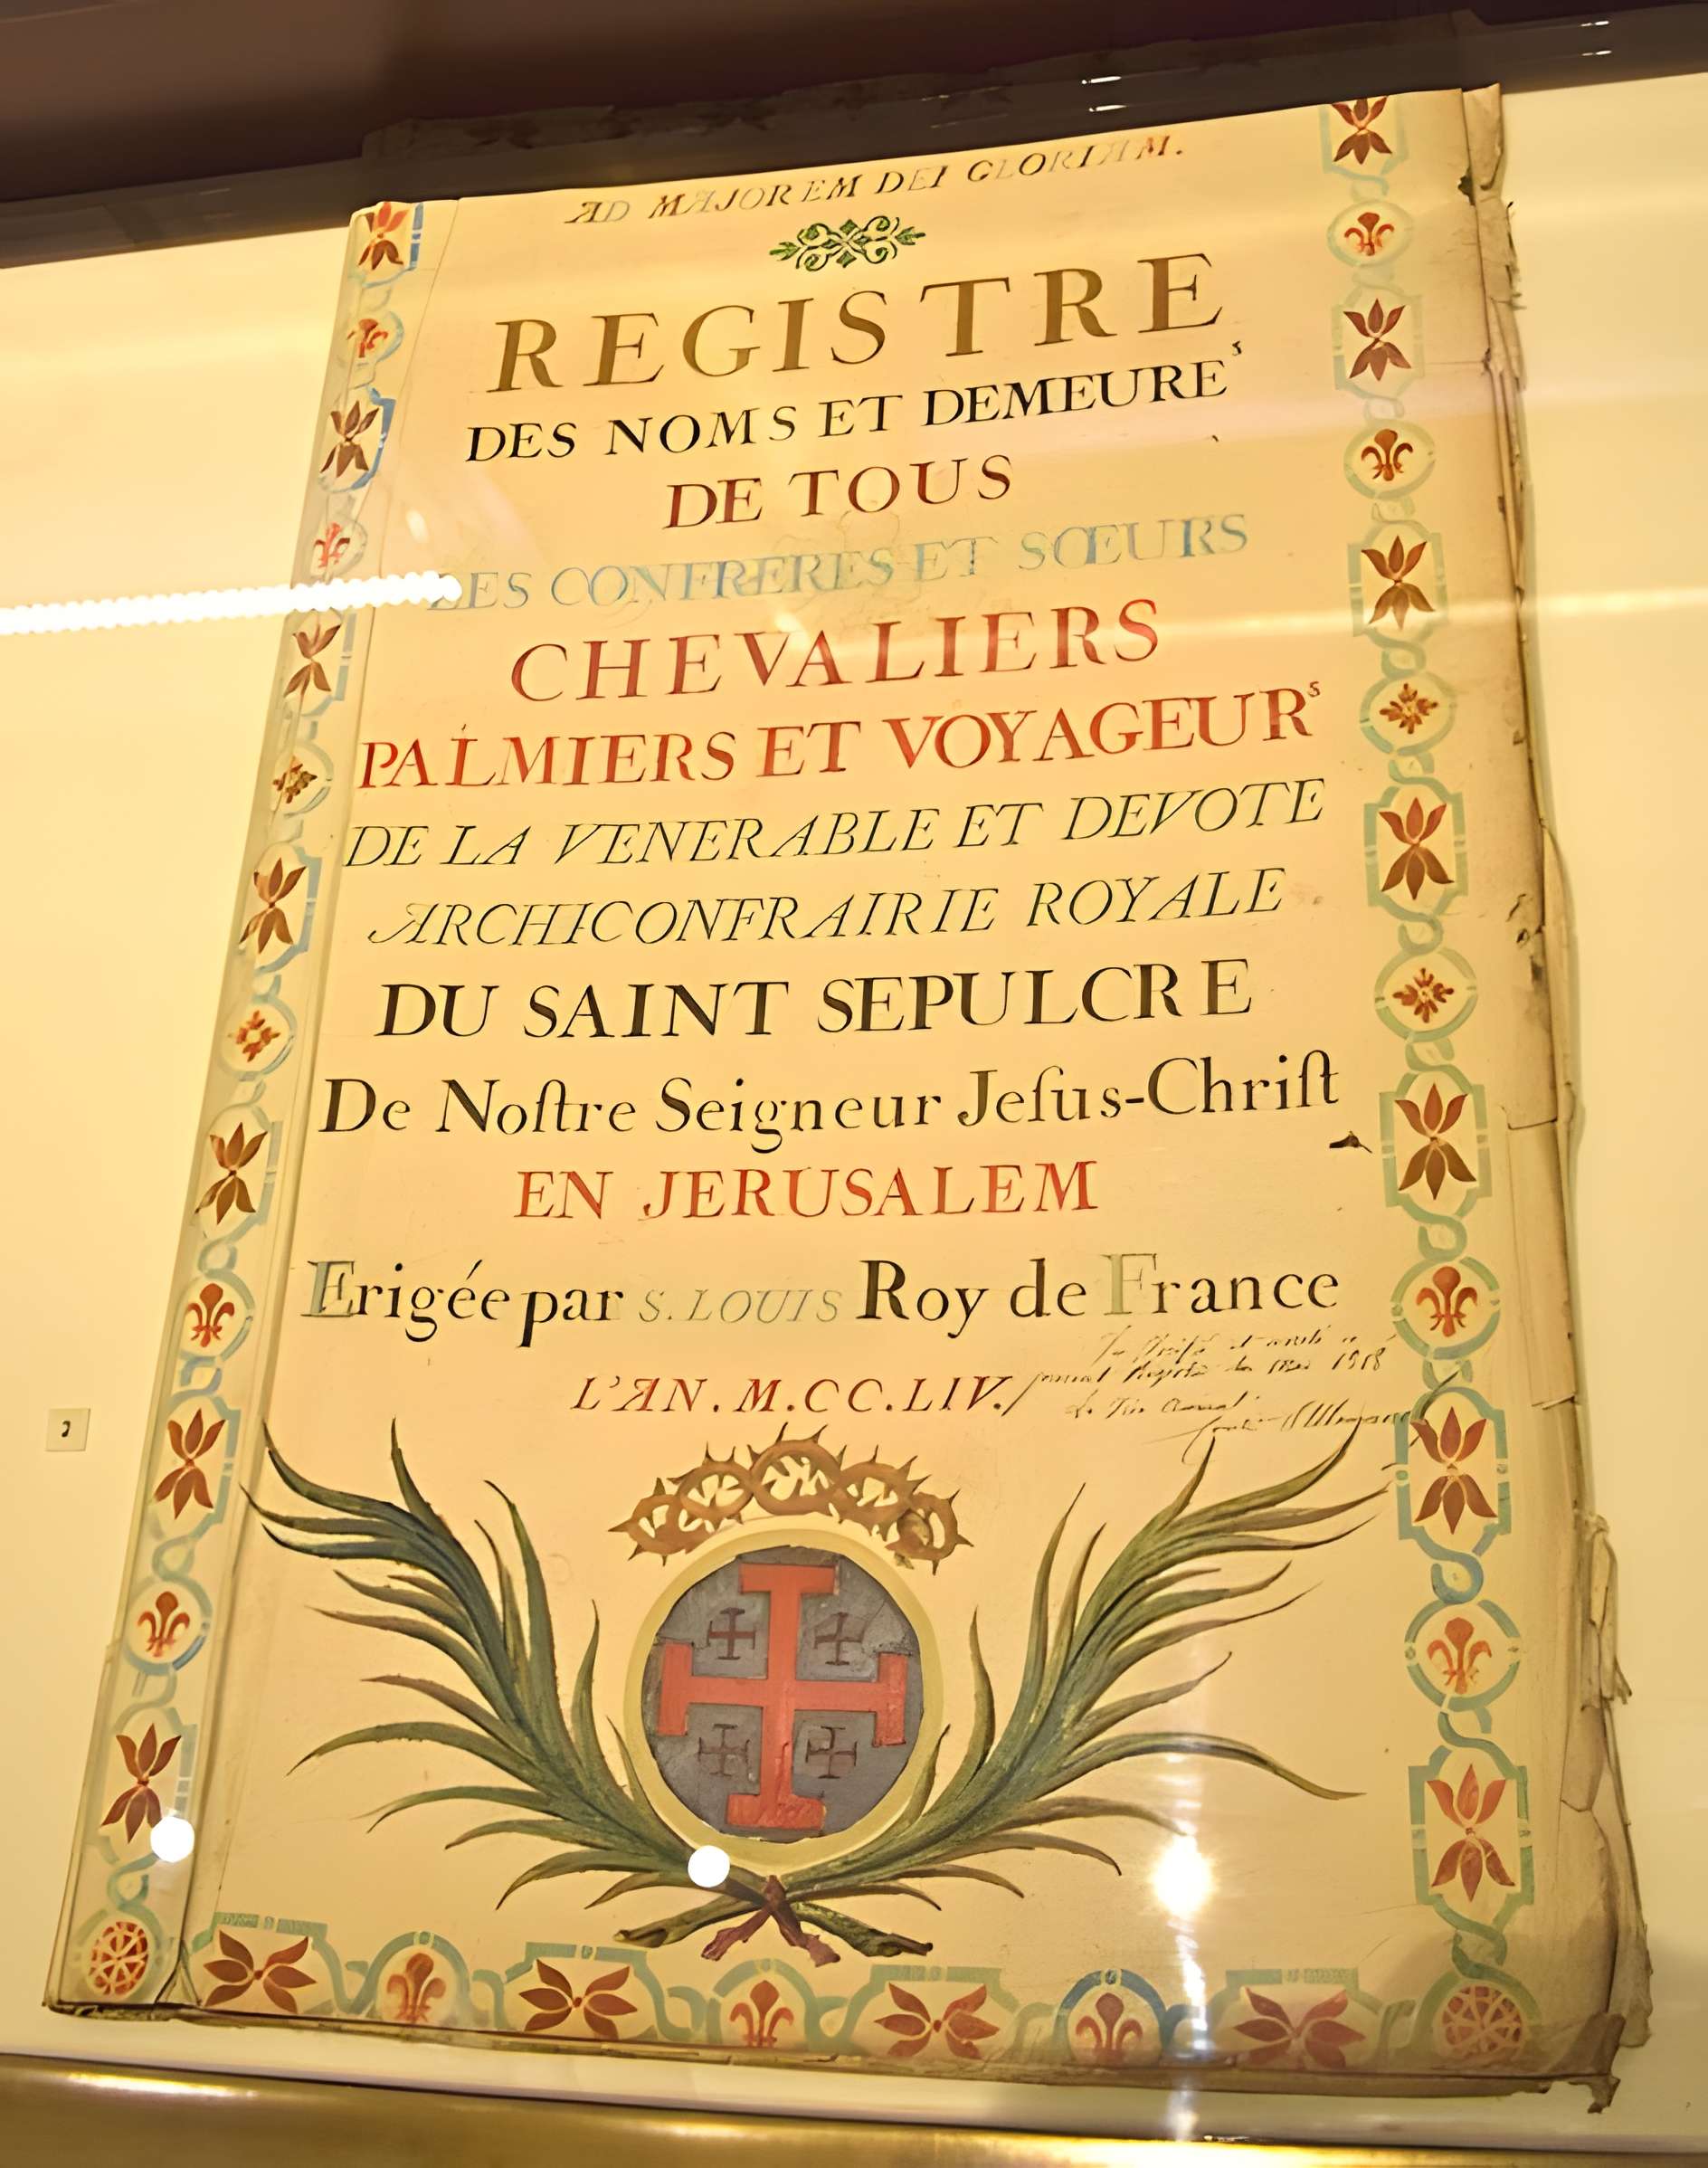 AD MAJOREM DEI GLORIAM.
REGISTRE
DES NOMS ET DEMEUREˢ
DE TOUS
LES CONFRERES ET SŒURS
CHEVALIERS
PALMIERS ET VOYAGEURˢ
DE LA VENERABLE ET DEVOTE
ARCHICONFRAIRIE ROYALE
DU SAINT SEPULCRE
De Noſtre Seigneur Jeſus-Chriſt
EN JERUSALEM
Erigée par S. LOUIS Roy de France
L'AN. M.CC.LIV.